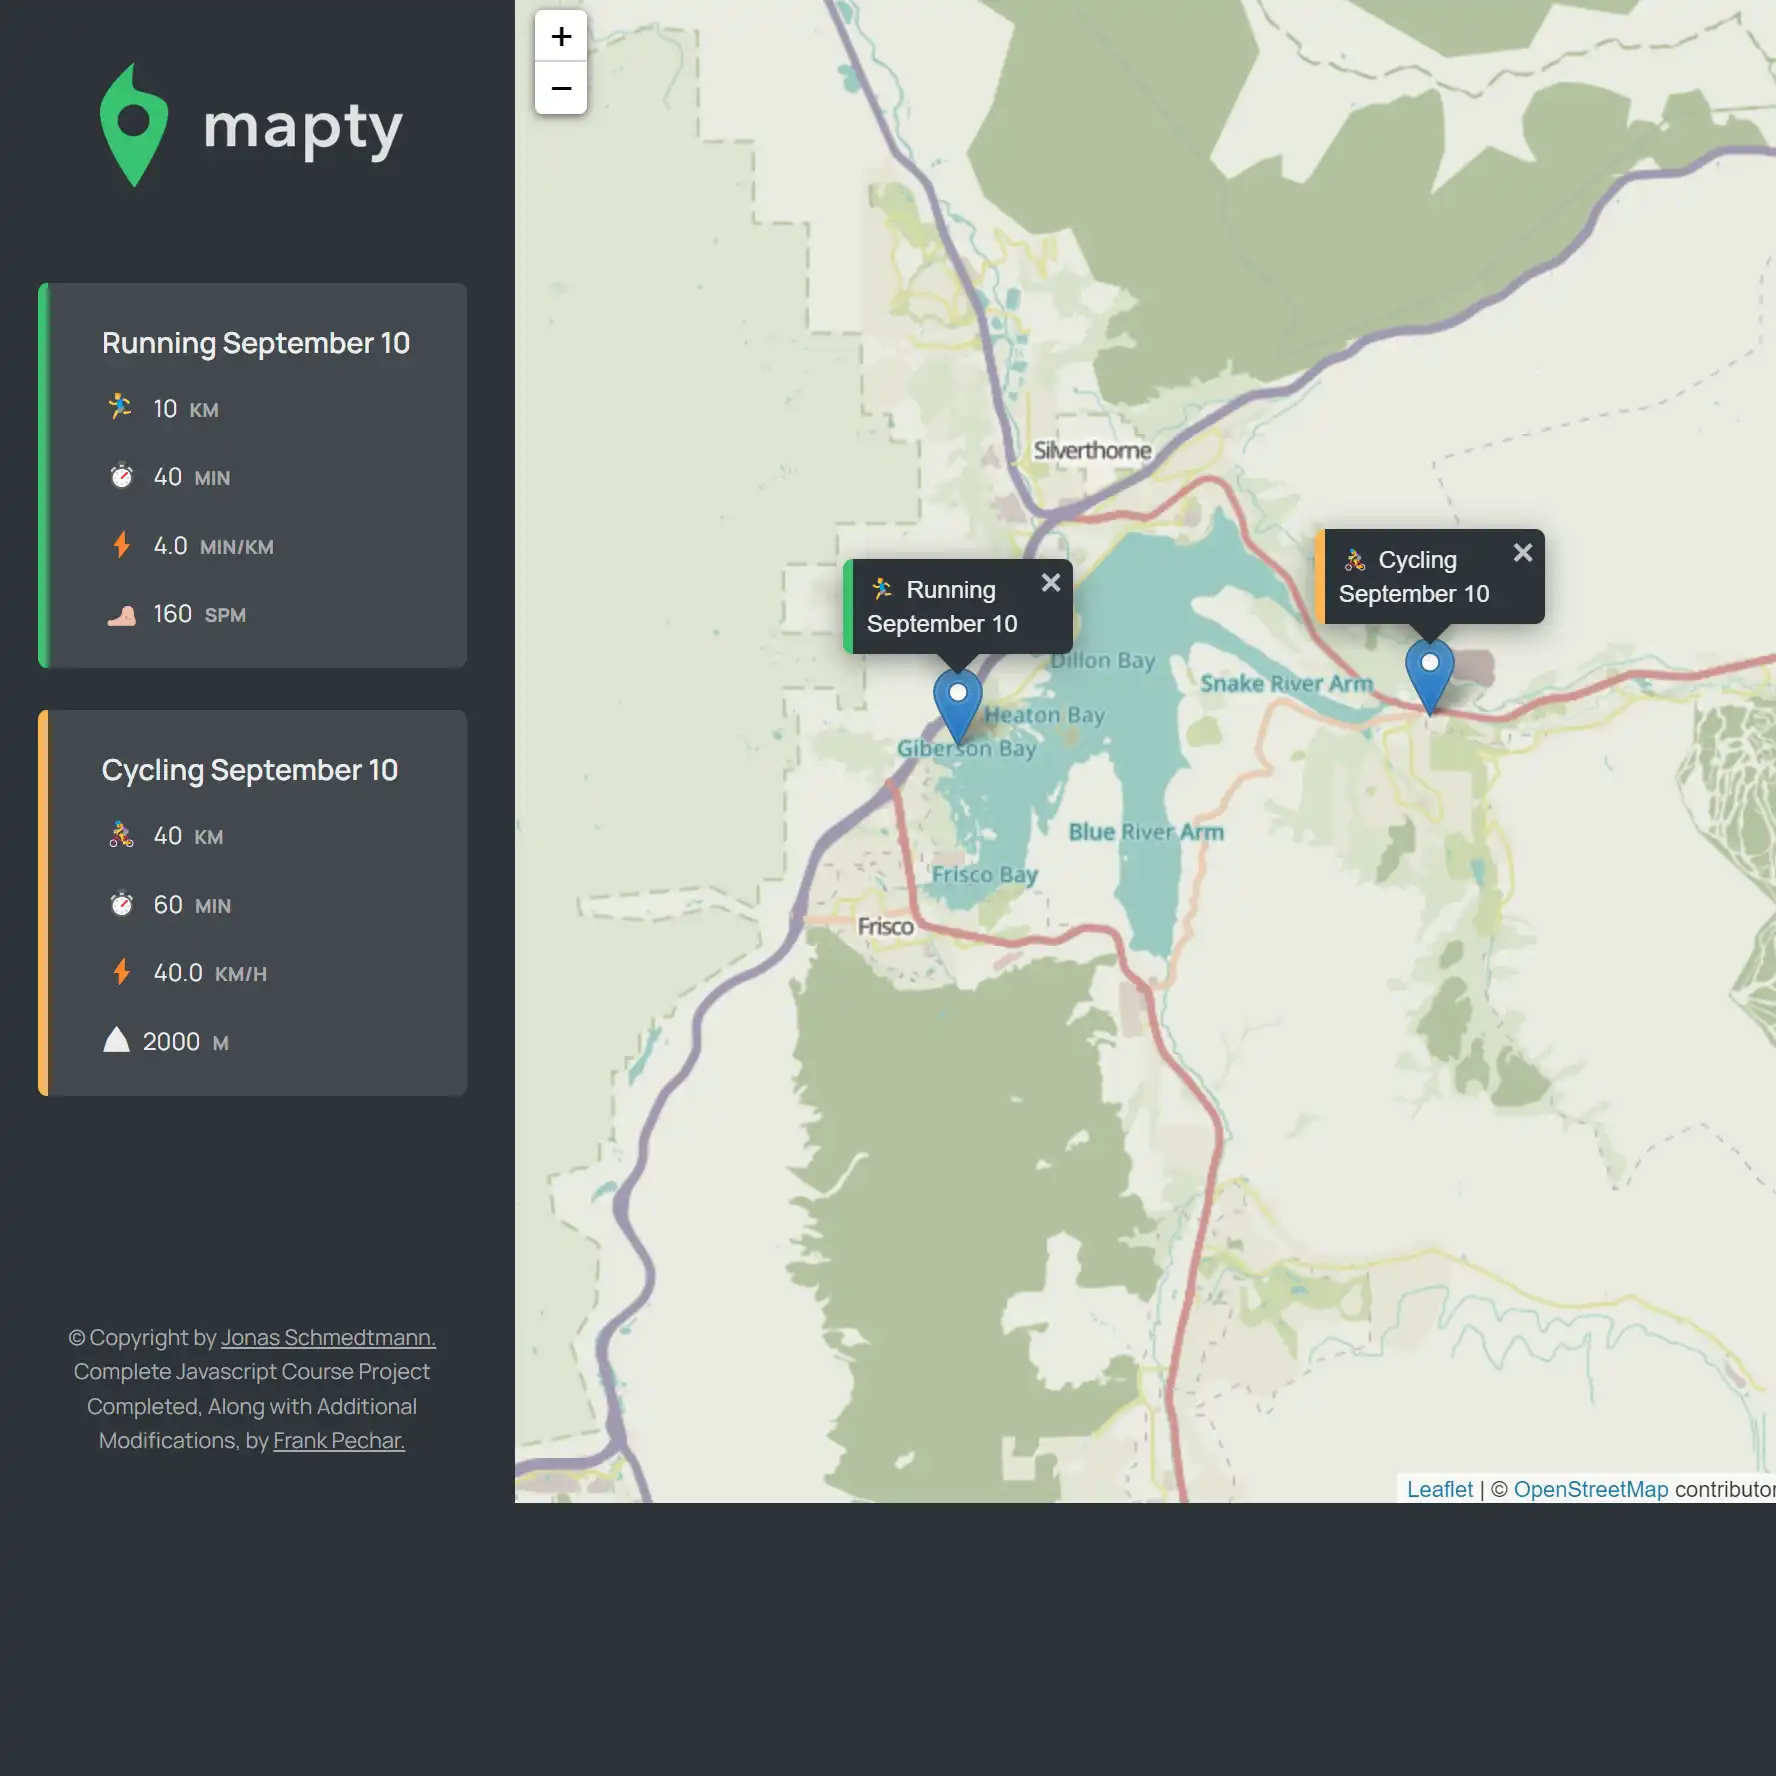 mapty
Running September 10
10 KM
40 MIN
4.0 MIN/KM
160 SPM
Cycling September 10
40 KM
60 MIN
40.0 KM/H
2000 M
© Copyright by Jonas Schmedtmann.
Complete Javascript Course Project
Completed, Along with Additional
Modifications, by Frank Pechar.
+
−
Silverthorne
Cycling
September 10
Running
September 10
Dillon Bay
Snake River Arm
Heaton Bay
Giberson Bay
Blue River Arm
Frisco Bay
Frisco
Leaflet | © OpenStreetMap contributor